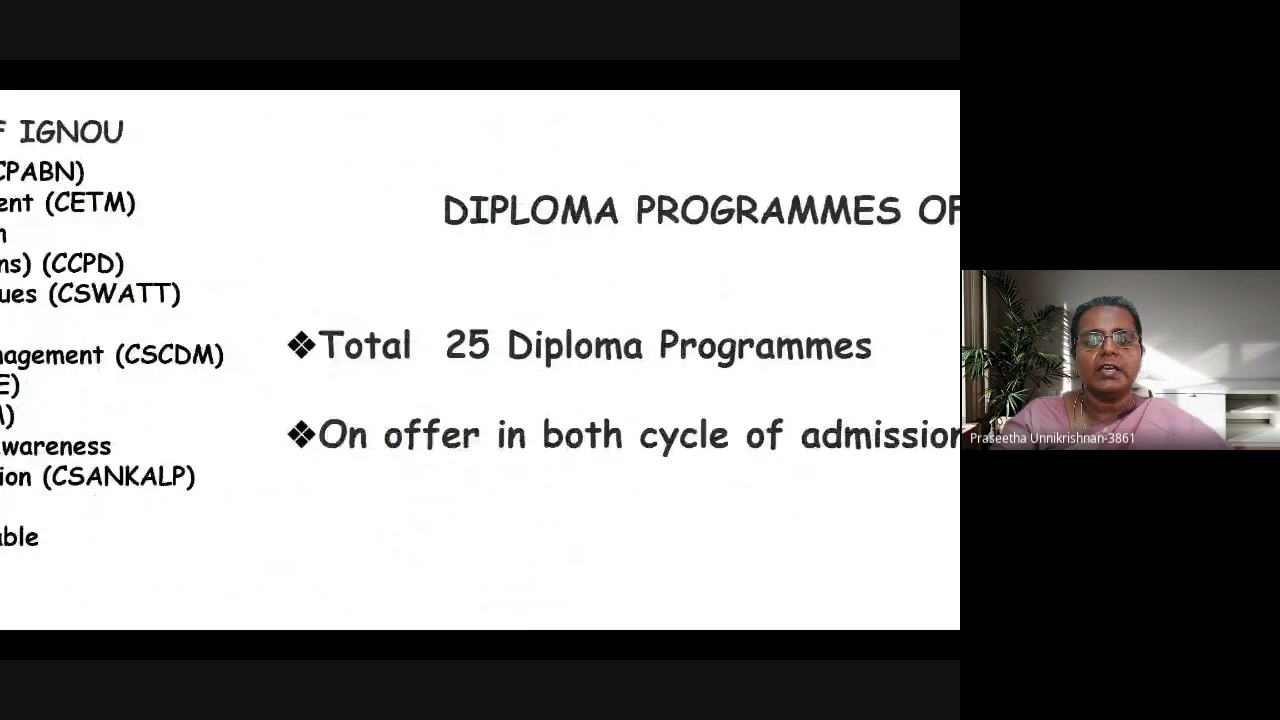 IGNOU
CPABN)
ent (CETM)
ns) (CCPD)
ues (CSWATT)
nagement (CSCDM)
E)
wareness
ion (CSANKALP)
able
DIPLOMA PROGRAMMES OF
❖Total 25 Diploma Programmes
❖On offer in both cycle of admission
Praseetha Unnikrishnan-3861